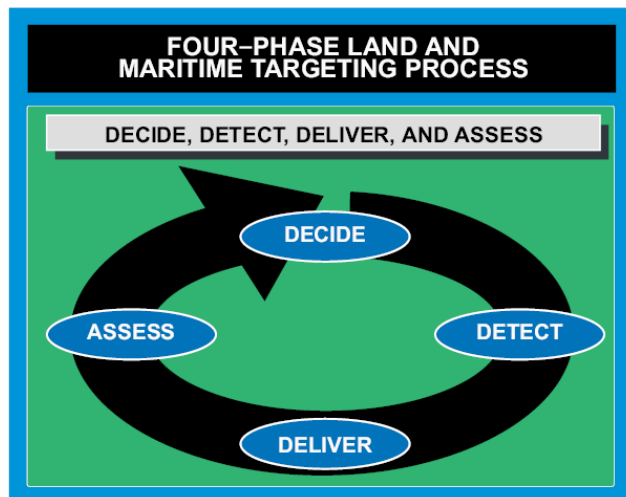 FOUR–PHASE LAND AND
MARITIME TARGETING PROCESS
DECIDE, DETECT, DELIVER, AND ASSESS
DECIDE
ASSESS
DETECT
DELIVER